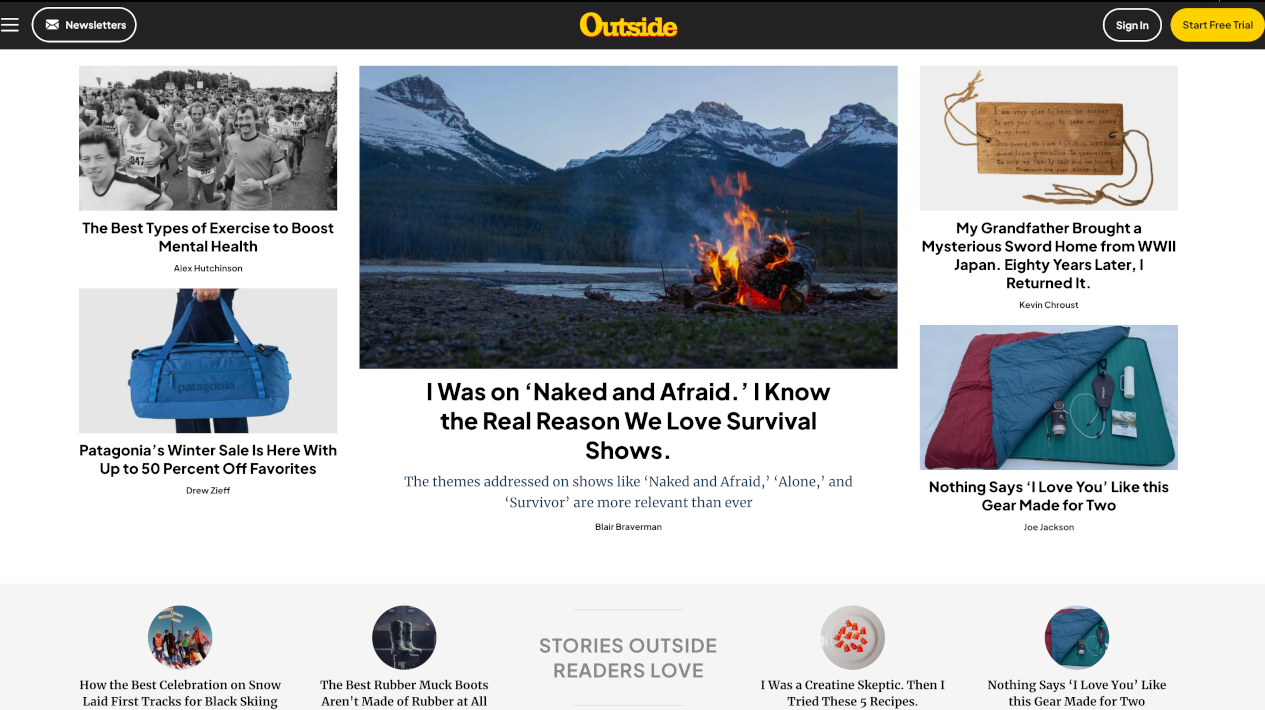 Newsletters
Outside
Sign In
Start Free Trial
347
The Best Types of Exercise to Boost
Mental Health
Alex Hutchinson
patagonia
Patagonia’s Winter Sale Is Here With
Up to 50 Percent Off Favorites
Drew Zieff
I Was on ‘Naked and Afraid.’ I Know
the Real Reason We Love Survival
Shows.
The themes addressed on shows like ‘Naked and Afraid,’ ‘Alone,’ and
‘Survivor’ are more relevant than ever
Blair Braverman
My Grandfather Brought a
Mysterious Sword Home from WWII
Japan. Eighty Years Later, I
Returned It.
Kevin Chroust
Nothing Says ‘I Love You’ Like this
Gear Made for Two
Joe Jackson
How the Best Celebration on Snow
Laid First Tracks for Black Skiing
The Best Rubber Muck Boots
Aren't Made of Rubber at All
STORIES OUTSIDE
READERS LOVE
I Was a Creatine Skeptic. Then I
Tried These 5 Recipes.
Nothing Says ‘I Love You’ Like
this Gear Made for Two